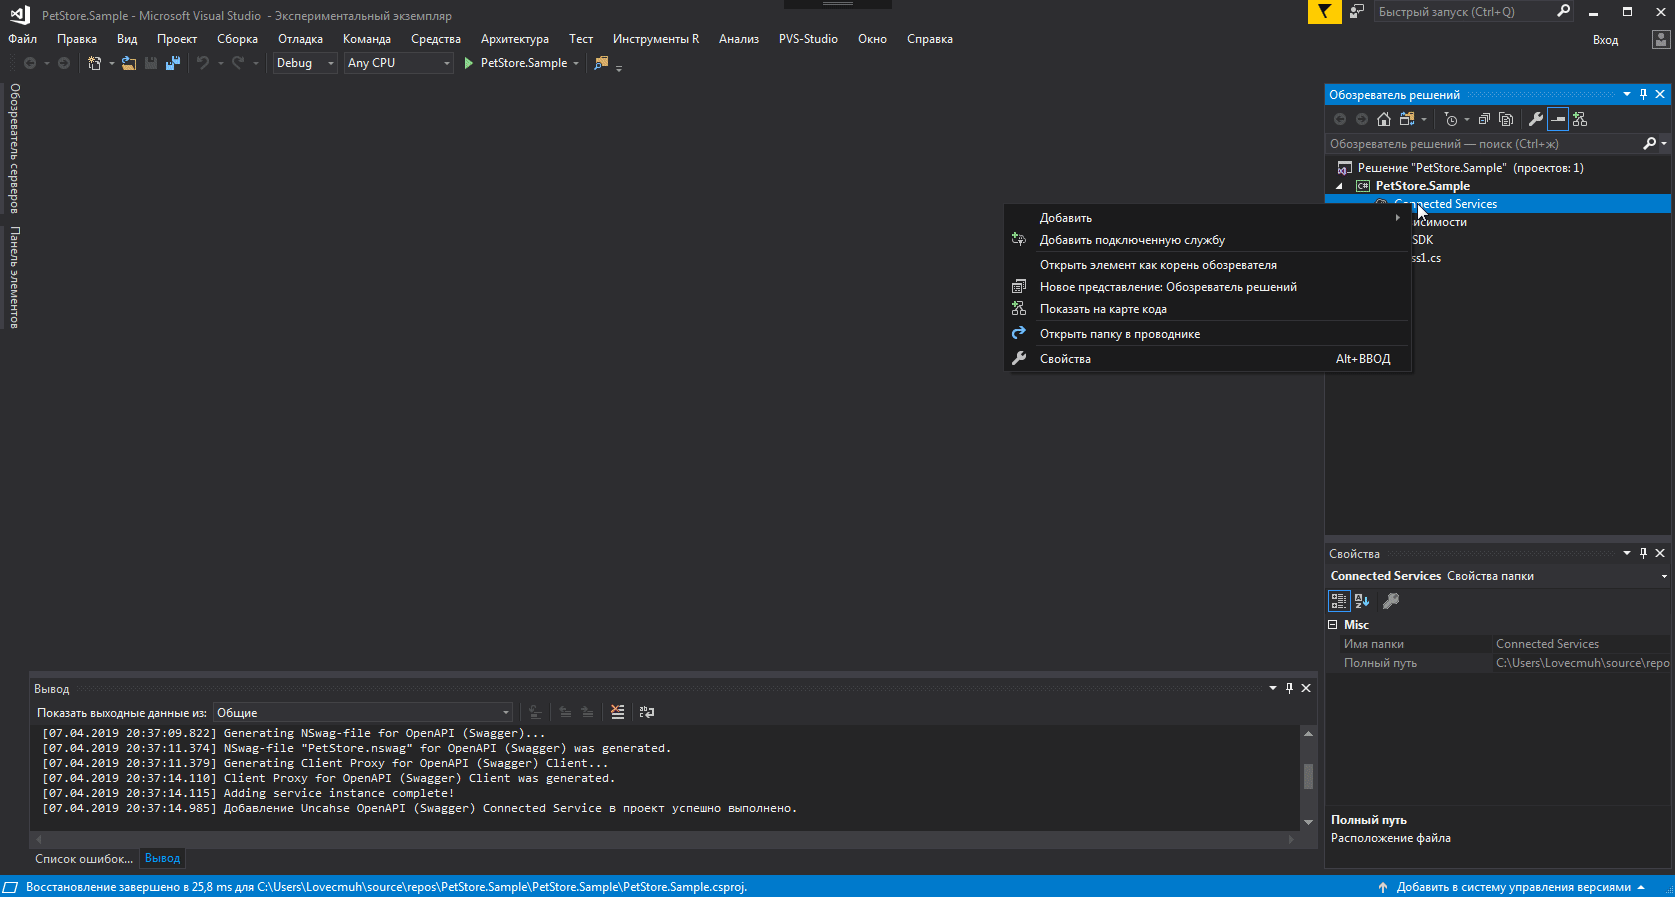 PetStore.Sample - Microsoft Visual Studio - Экспериментальный экземпляр
Быстрый запуск (Ctrl+Q)
Файл Правка Вид Проект Сборка Отладка Команда Средства Архитектура Тест Инструменты R Анализ PVS-Studio Окно Справка
Вход
Debug Any CPU PetStore.Sample
Обозреватель серверов
Панель элементов
Обозреватель решений
Обозреватель решений — поиск (Ctrl+ж)
Решение "PetStore.Sample" (проектов: 1)
C# PetStore.Sample
Connected Services
исимости
SDK
ss1.cs
Добавить
Добавить подключенную службу
Открыть элемент как корень обозревателя
Новое представление: Обозреватель решений
Показать на карте кода
Открыть папку в проводнике
Свойства Alt+ВВОД
Свойства
Connected Services Свойства папки
Misc
Имя папки Connected Services
Полный путь C:\Users\Lovecmuh\source\repo
Полный путь
Расположение файла
Вывод
Показать выходные данные из: Общие
[07.04.2019 20:37:09.822] Generating NSwag-file for OpenAPI (Swagger)...
[07.04.2019 20:37:11.374] NSwag-file "PetStore.nswag" for OpenAPI (Swagger) was generated.
[07.04.2019 20:37:11.379] Generating Client Proxy for OpenAPI (Swagger) Client...
[07.04.2019 20:37:14.110] Client Proxy for OpenAPI (Swagger) Client was generated.
[07.04.2019 20:37:14.115] Adding service instance complete!
[07.04.2019 20:37:14.985] Добавление Uncahse OpenAPI (Swagger) Connected Service в проект успешно выполнено.
Список ошибок... Вывод
Восстановление завершено в 25,8 ms для C:\Users\Lovecmuh\source\repos\PetStore.Sample\PetStore.Sample\PetStore.Sample.csproj.
Добавить в систему управления версиями